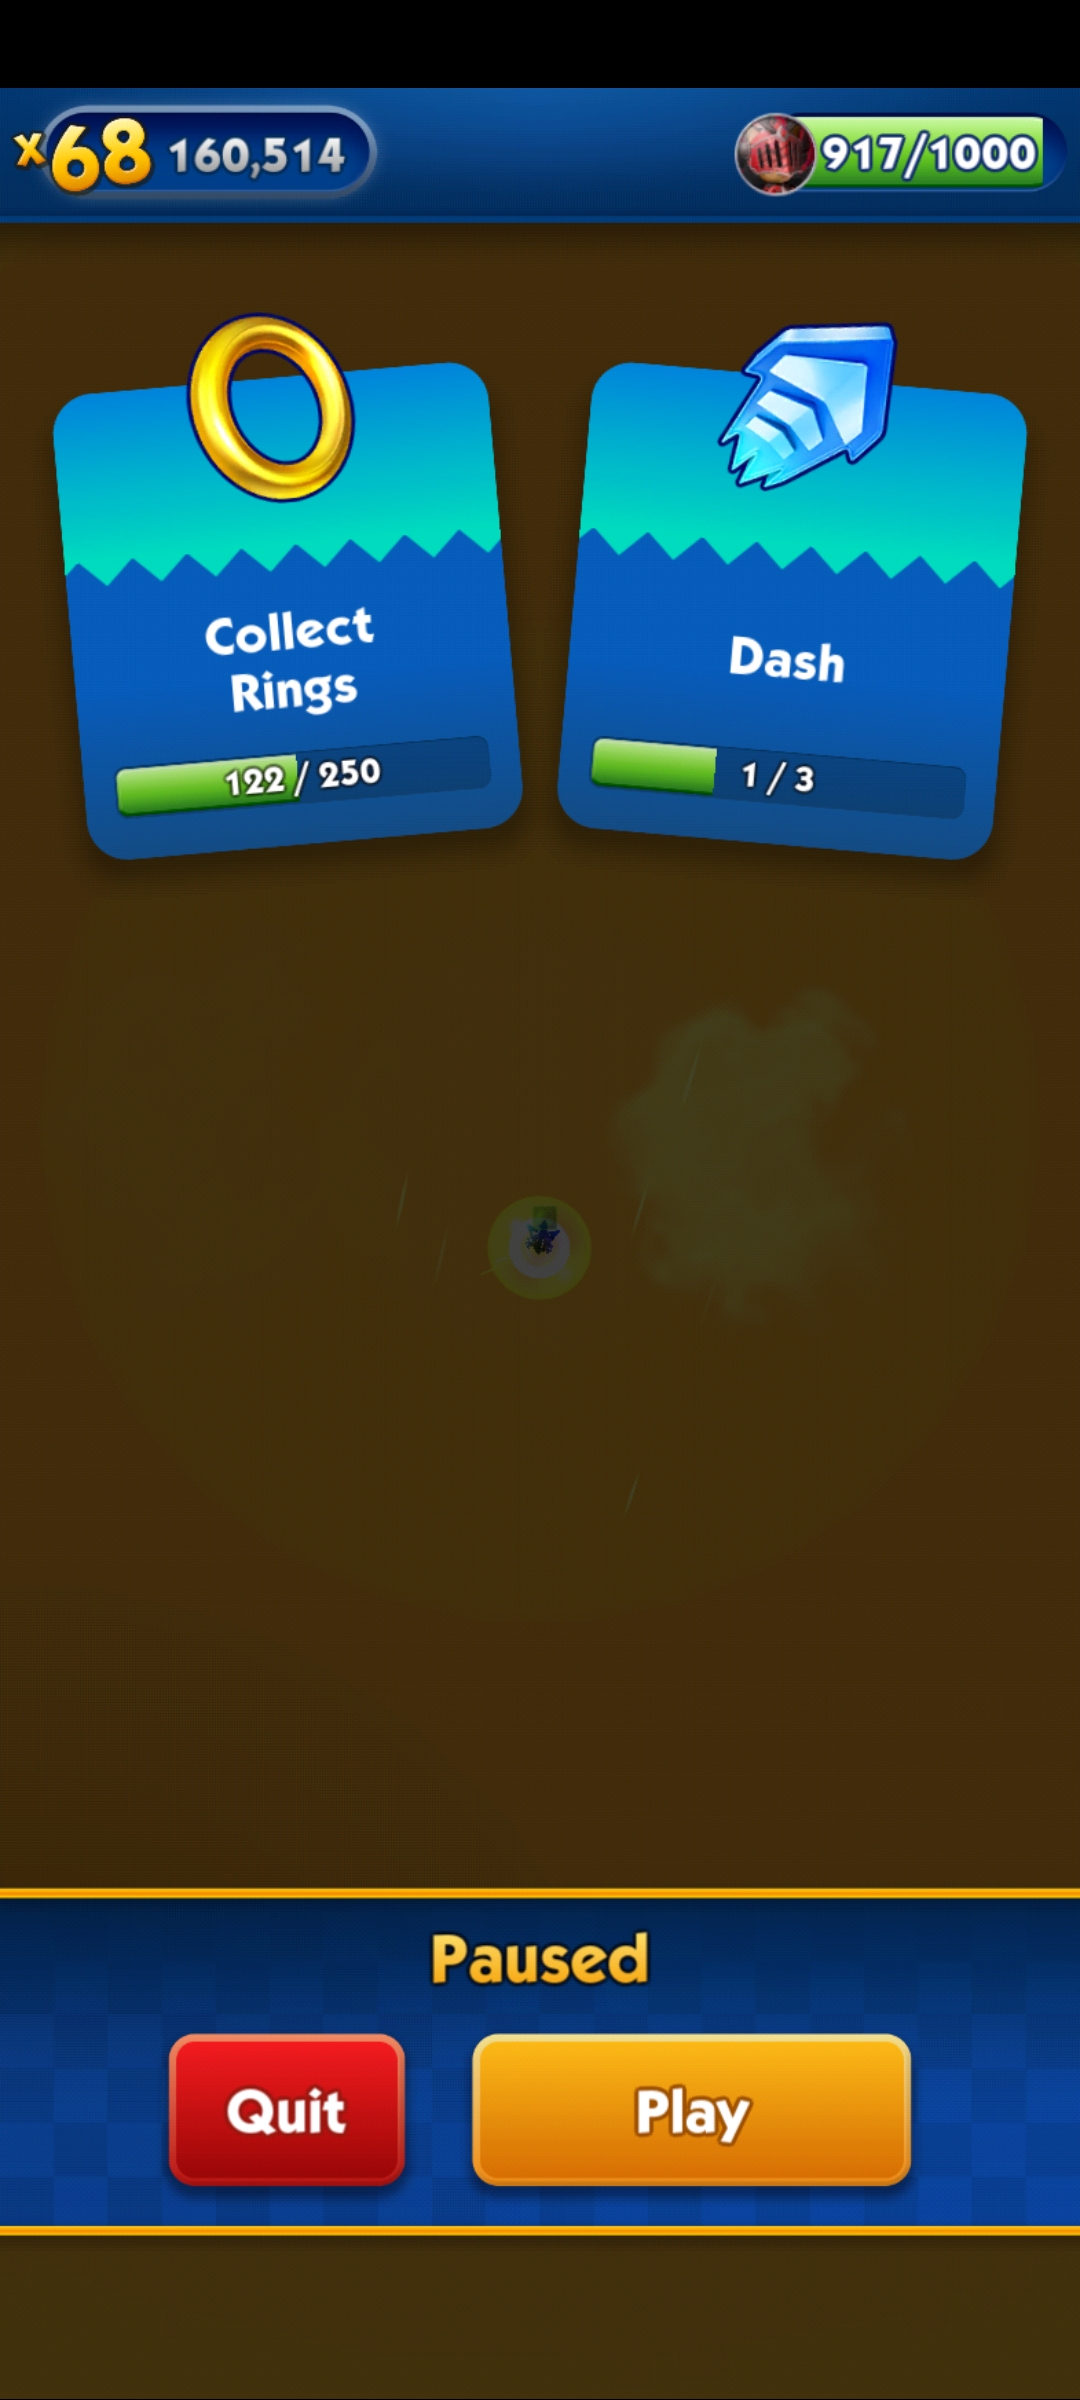 x68 160,514
917/1000
Collect
Rings
122 / 250
Dash
1 / 3
Paused
Quit
Play